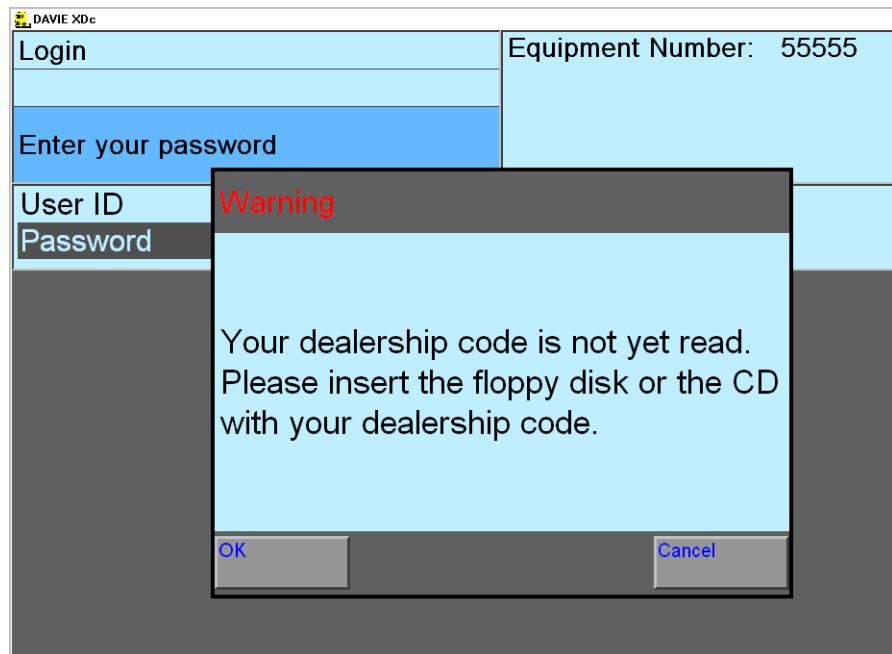 DAVIE XDc
Login
Equipment Number: 55555
Enter your password
User ID
Password
Warning
Your dealership code is not yet read.
Please insert the floppy disk or the CD
with your dealership code.
OK
Cancel